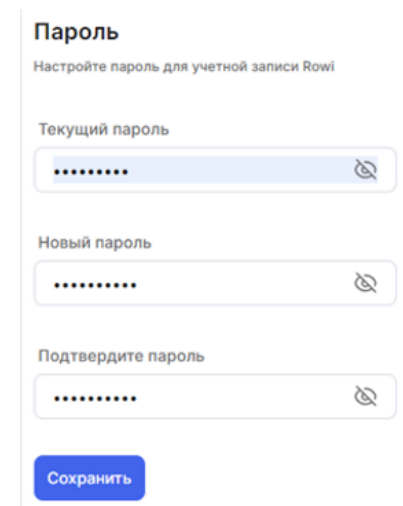 Пароль
Настройте пароль для учетной записи Rowi
Текущий пароль
•••••••••
Новый пароль
••••••••••
Подтвердите пароль
••••••••••
Сохранить